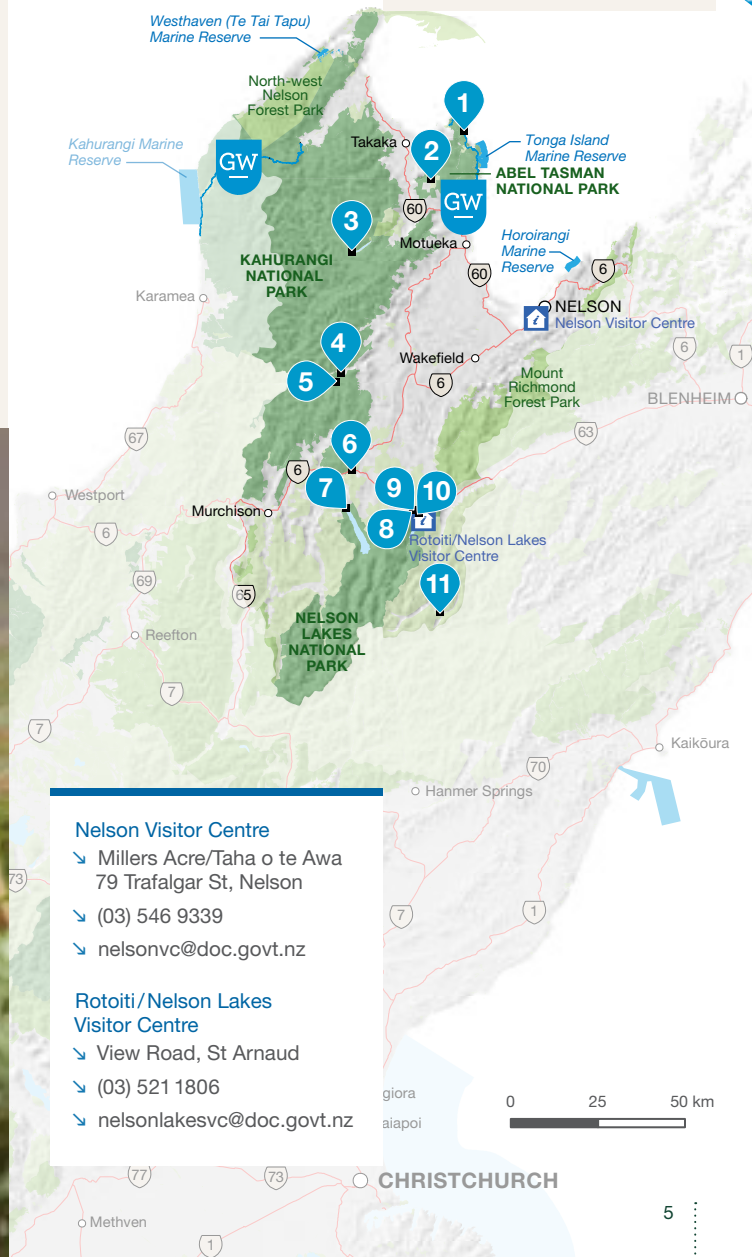 Westhaven (Te Tai Tapu)
Marine Reserve
North-west
Nelson
Forest Park
1
Kahurangi Marine
Reserve
Takaka
2
Tonga Island
Marine Reserve
GW
ABEL TASMAN
NATIONAL PARK
GW
60
3
Motueka
Horoirangi
Marine
Reserve
60
6
KAHURANGI
NATIONAL
PARK
Karamea
NELSON
Nelson Visitor Centre
4
Wakefield
6
1
5
6
Mount
Richmond
Forest Park
BLENHEIM
67
63
6
6
Westport
7
9
10
Murchison
8
Rotoiti/Nelson Lakes
Visitor Centre
6
69
65
11
NELSON
LAKES
NATIONAL
PARK
Reefton
7
7
Kaikōura
70
Hanmer Springs
Nelson Visitor Centre
Millers Acre/Taha o te Awa
79 Trafalgar St, Nelson
(03) 546 9339
nelsonvc@doc.govt.nz
Rotoiti/Nelson Lakes
Visitor Centre
View Road, St Arnaud
(03) 521 1806
nelsonlakesvc@doc.govt.nz
73
7
1
giora
aiapoi
0 25 50 km
77
73
CHRISTCHURCH
Methven
1
5